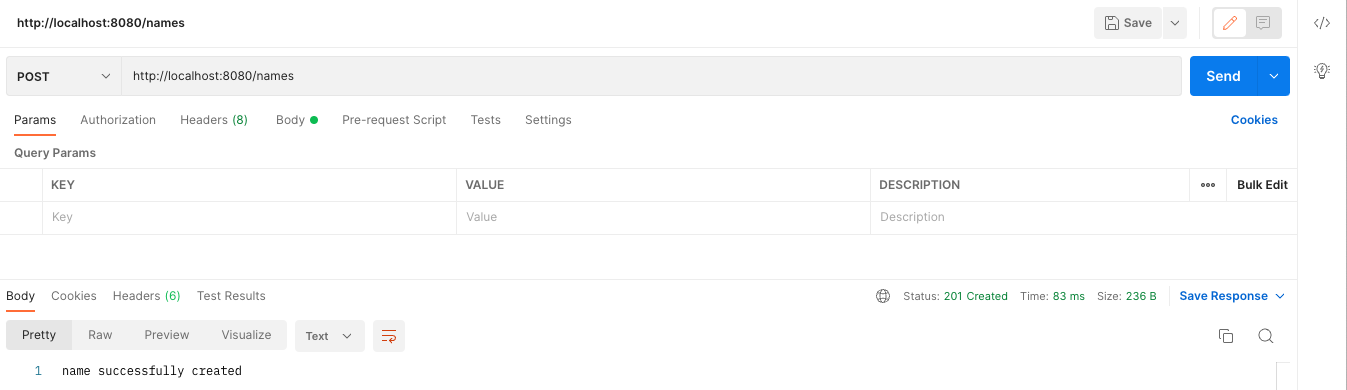 http://localhost:8080/names
Save
POST
http://localhost:8080/names
Send
Params Authorization Headers (8) Body Pre-request Script Tests Settings Cookies
Query Params
KEY VALUE DESCRIPTION Bulk Edit
Key Value Description
Body Cookies Headers (6) Test Results Status: 201 Created Time: 83 ms Size: 236 B Save Response
Pretty Raw Preview Visualize Text
1 name successfully created